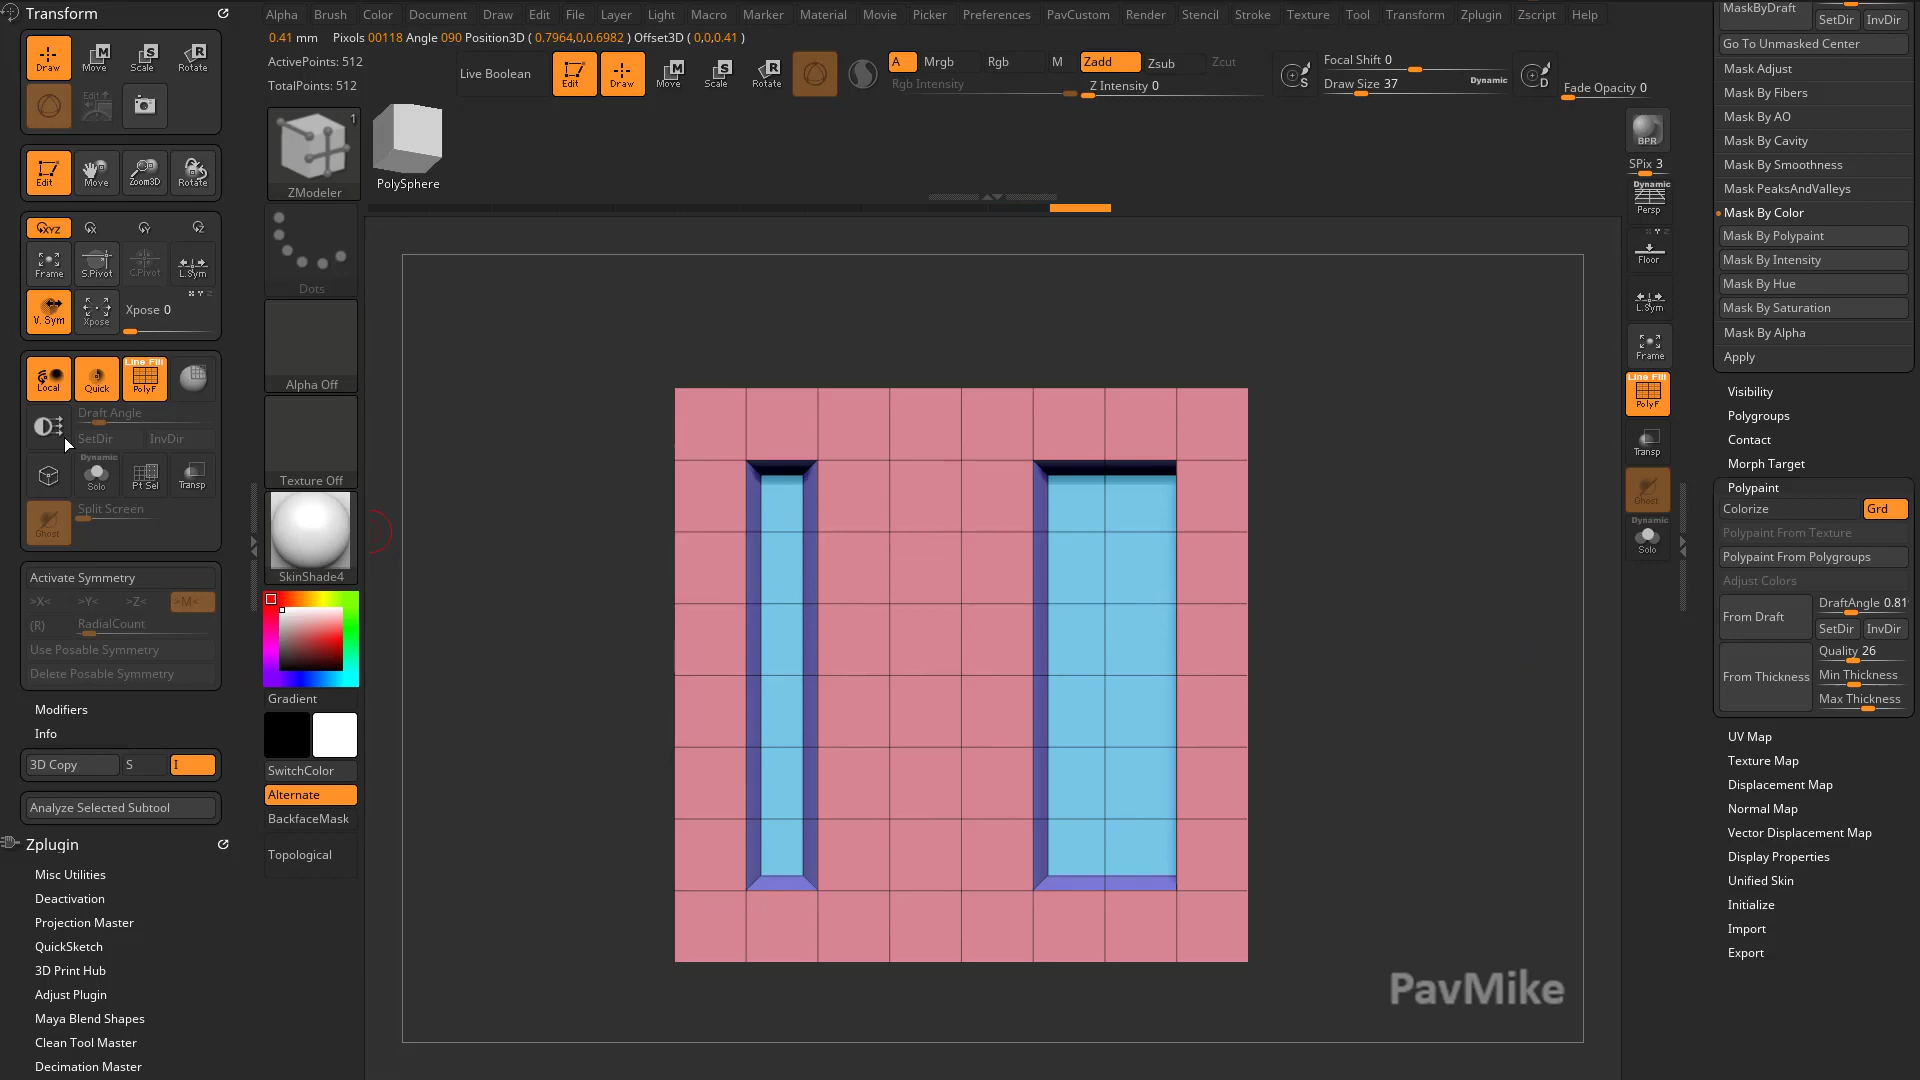 Transform
Alpha Brush Color Document Draw Edit File Layer Light Macro Marker Material Movie Picker Preferences PavCustom Render Stencil Stroke Texture Tool Transform Zplugin Zscript Help
0.41 mm Pixols 00118 Angle 090 Position3D ( 0.7964,0,0.6982 ) Offset3D ( 0,0,0.41 )
ActivePoints: 512
TotalPoints: 512
Live Boolean
Edit Draw Move Scale Rotate
A Mrgb Rgb M Zadd Zsub Zcut
Rgb Intensity Z Intensity 0
Focal Shift 0
Draw Size 37 Dynamic
Fade Opacity 0
S D
Draw Move Scale Rotate
Edit
Edit Move Zoom3D Rotate
XYZ X Y Z
Frame S.Pivot C.Pivot L.Sym
V. Sym Xpose Xpose 0
Local Quick Line Fill PolyF
Draft Angle
SetDir InvDir
Dynamic
Solo Pt Sel Transp
Ghost Split Screen
Activate Symmetry
>X< >Y< >Z< >M<
(R) RadialCount
Use Posable Symmetry
Delete Posable Symmetry
Modifiers
Info
3D Copy S I
Analyze Selected Subtool
Zplugin
Misc Utilities
Deactivation
Projection Master
QuickSketch
3D Print Hub
Adjust Plugin
Maya Blend Shapes
Clean Tool Master
Decimation Master
1
ZModeler
PolySphere
Dots
Alpha Off
Texture Off
SkinShade4
Gradient
SwitchColor
Alternate
BackfaceMask
Topological
PavMike
BPR
SPix 3
Dynamic
Persp
Floor
L.Sym
Frame
Line Fill
PolyF
Transp
Ghost
Dynamic
Solo
MaskByDraft SetDir InvDir
Go To Unmasked Center
Mask Adjust
Mask By Fibers
Mask By AO
Mask By Cavity
Mask By Smoothness
Mask PeaksAndValleys
Mask By Color
Mask By Polypaint
Mask By Intensity
Mask By Hue
Mask By Saturation
Mask By Alpha
Apply
Visibility
Polygroups
Contact
Morph Target
Polypaint
Colorize Grd
Polypaint From Texture
Polypaint From Polygroups
Adjust Colors
From Draft DraftAngle 0.81
SetDir InvDir
From Thickness Quality 26
Min Thickness
Max Thickness
UV Map
Texture Map
Displacement Map
Normal Map
Vector Displacement Map
Display Properties
Unified Skin
Initialize
Import
Export